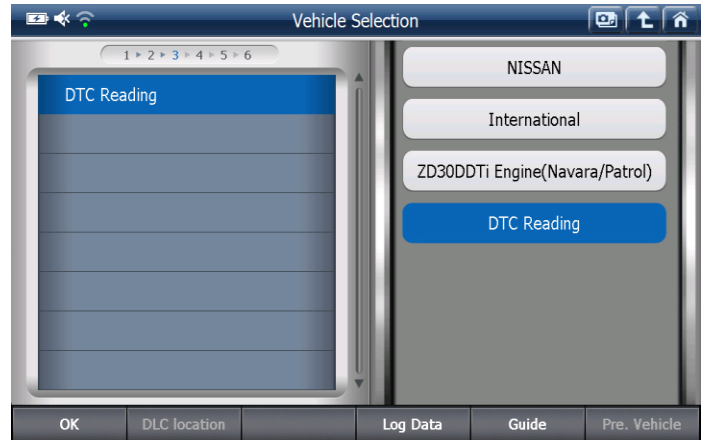 Vehicle Selection
1 ▸ 2 ▸ 3 ▸ 4 ▸ 5 ▸ 6
DTC Reading
NISSAN
International
ZD30DDTi Engine(Navara/Patrol)
DTC Reading
OK
DLC location
Log Data
Guide
Pre. Vehicle